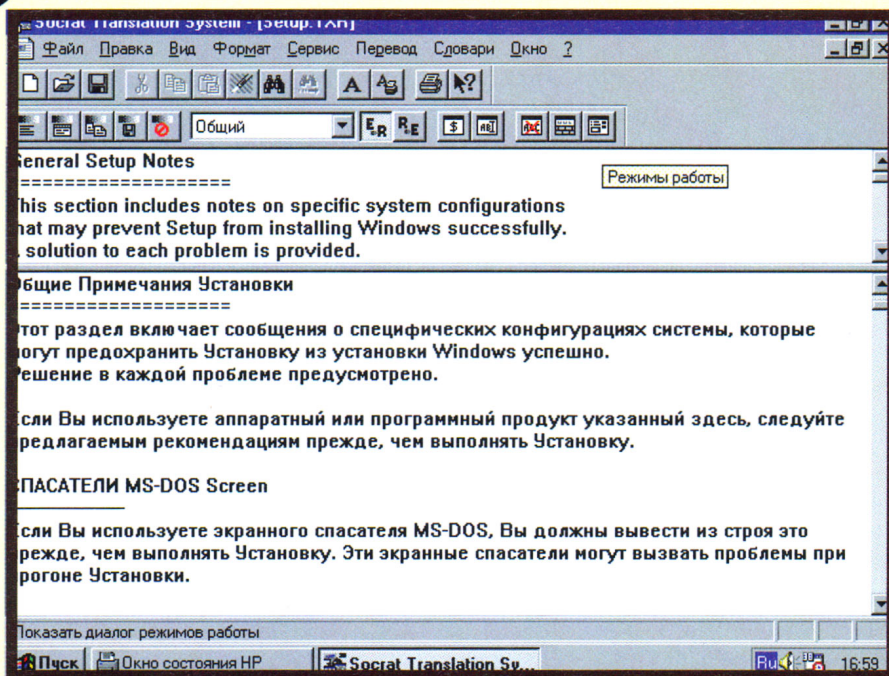 Socrat Translation System - [Setup.TXR]
Файл Правка Вид Формат Сервис Перевод Словари Окно ?
Общий E-R R-E
General Setup Notes
Режимы работы
===================
This section includes notes on specific system configurations
that may prevent Setup from installing Windows successfully.
A solution to each problem is provided.
Общие Примечания Установки
===================
Этот раздел включает сообщения о специфических конфигурациях системы, которые
могут предохранить Установку из установки Windows успешно.
Решение в каждой проблеме предусмотрено.
Если Вы используете аппаратный или программный продукт указанный здесь, следуйте
предлагаемым рекомендациям прежде, чем выполнять Установку.
СПАСАТЕЛИ MS-DOS Screen
Если Вы используете экранного спасателя MS-DOS, Вы должны вывести из строя это
прежде, чем выполнять Установку. Эти экранные спасатели могут вызвать проблемы при
прогоне Установки.
Показать диалог режимов работы
Пуск Окно состояния HP Socrat Translation Sy... Ru 16:59